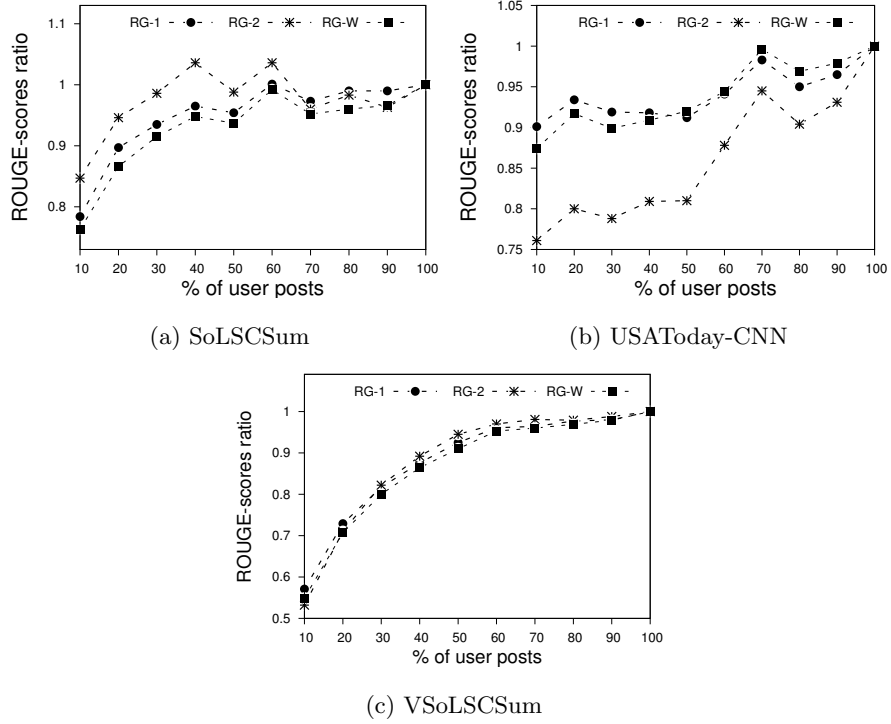 RG-1 RG-2 RG-W
1
0.9
0.8
10 20 30 40 50 60 70 80 90 100
ROUGE-scores ratio
% of user posts
(a) SoLSCSum
RG-1 RG-2 RG-W
1.05
1
0.95
0.9
0.85
0.8
0.75
10 20 30 40 50 60 70 80 90 100
ROUGE-scores ratio
% of user posts
(b) USAToday-CNN
RG-1 RG-2 RG-W
1
0.9
0.8
0.7
0.6
0.5
10 20 30 40 50 60 70 80 90 100
ROUGE-scores ratio
% of user posts
(c) VSoLSCSum